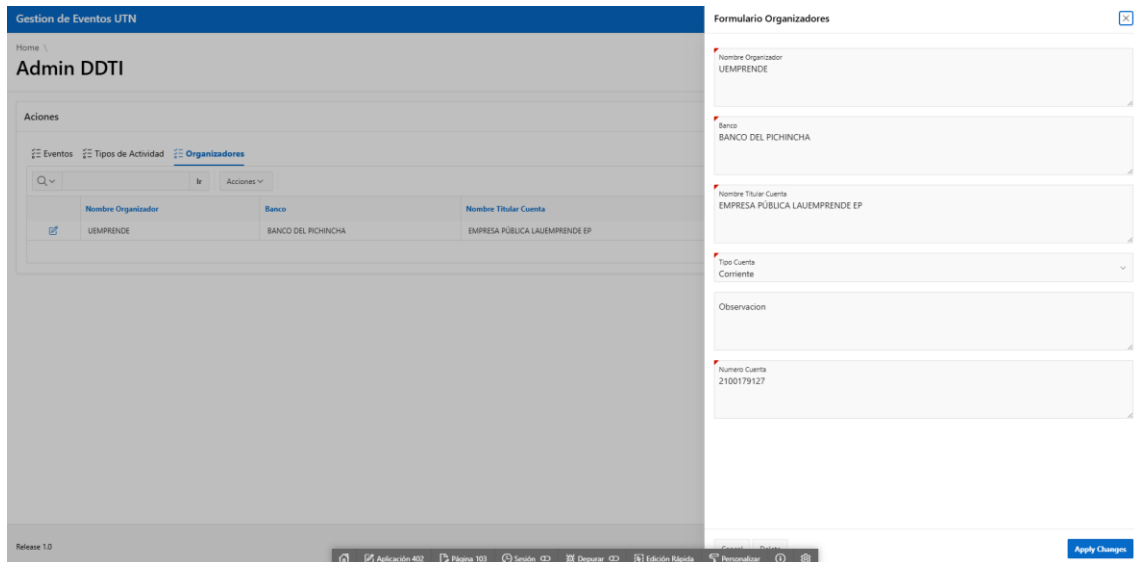 Gestion de Eventos UTN
Home \
Admin DDTI
Aciones
Eventos Tipos de Actividad Organizadores
Ir Acciones
Nombre Organizador Banco Nombre Titular Cuenta
UEMPRENDE BANCO DEL PICHINCHA EMPRESA PÚBLICA LAUEMPRENDE EP
Release 1.0
Formulario Organizadores
Nombre Organizador
UEMPRENDE
Banco
BANCO DEL PICHINCHA
Nombre Titular Cuenta
EMPRESA PÚBLICA LAUEMPRENDE EP
Tipo Cuenta
Corriente
Observacion
Numero Cuenta
2100179127
Cancel Delete Apply Changes
Aplicación 402 Página 103 Sesión Depurar Edición Rápida Personalizar